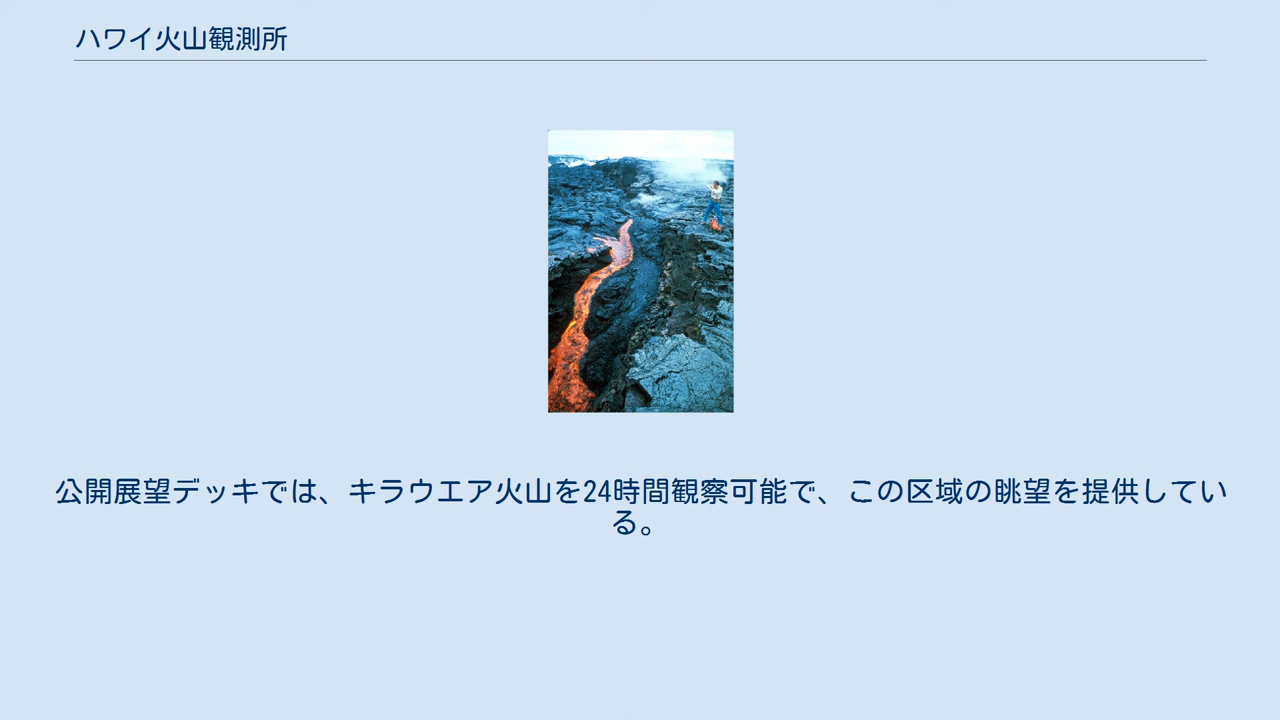 ハワイ火山観測所
公開展望デッキでは、キラウエア火山を24時間観察可能で、この区域の眺望を提供してい
る。